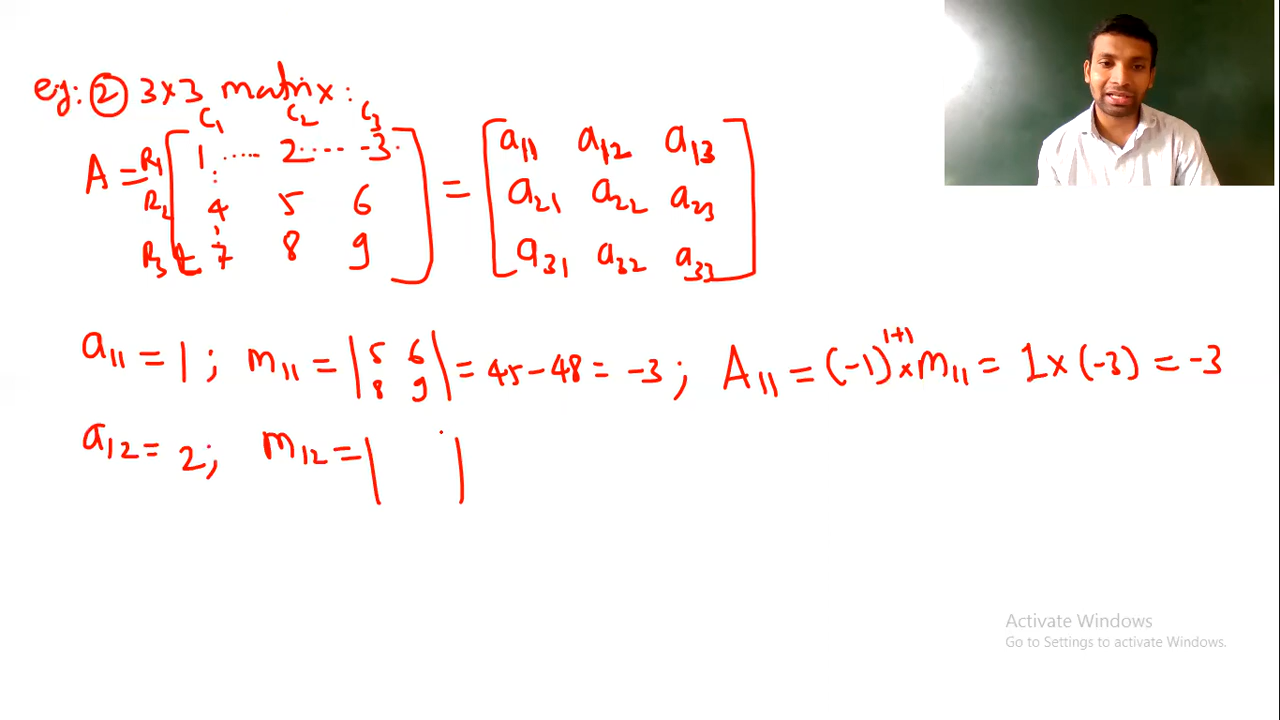 eg: ② 3×3 matrix:
C₁ C₂ C₃
A = R₁ [ 1 ..... 2 .... -3. ] = [ a₁₁ a₁₂ a₁₃ ]
R₂ [ 4 5 6 ] [ a₂₁ a₂₂ a₂₃ ]
R₃ [ 7 8 9 ] [ a₃₁ a₃₂ a₃₃ ]
a₁₁ = 1; m₁₁ = | 5 6 | = 45 - 48 = -3; A₁₁ = (-1)¹⁺¹ × m₁₁ = 1 × (-3) = -3
| 8 9 |
a₁₂ = 2; m₁₂ = | |
Activate Windows
Go to Settings to activate Windows.